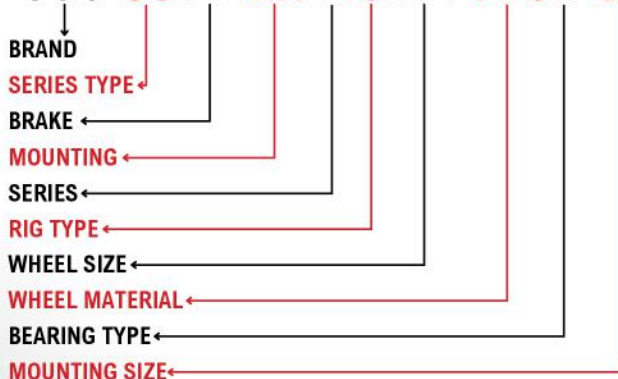 BRAND
SERIES TYPE
BRAKE
MOUNTING
SERIES
RIG TYPE
WHEEL SIZE
WHEEL MATERIAL
BEARING TYPE
MOUNTING SIZE